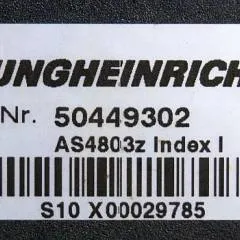 UNGHEINRICH
Nr. 50449302
AS4803z Index I
S10 X00029785